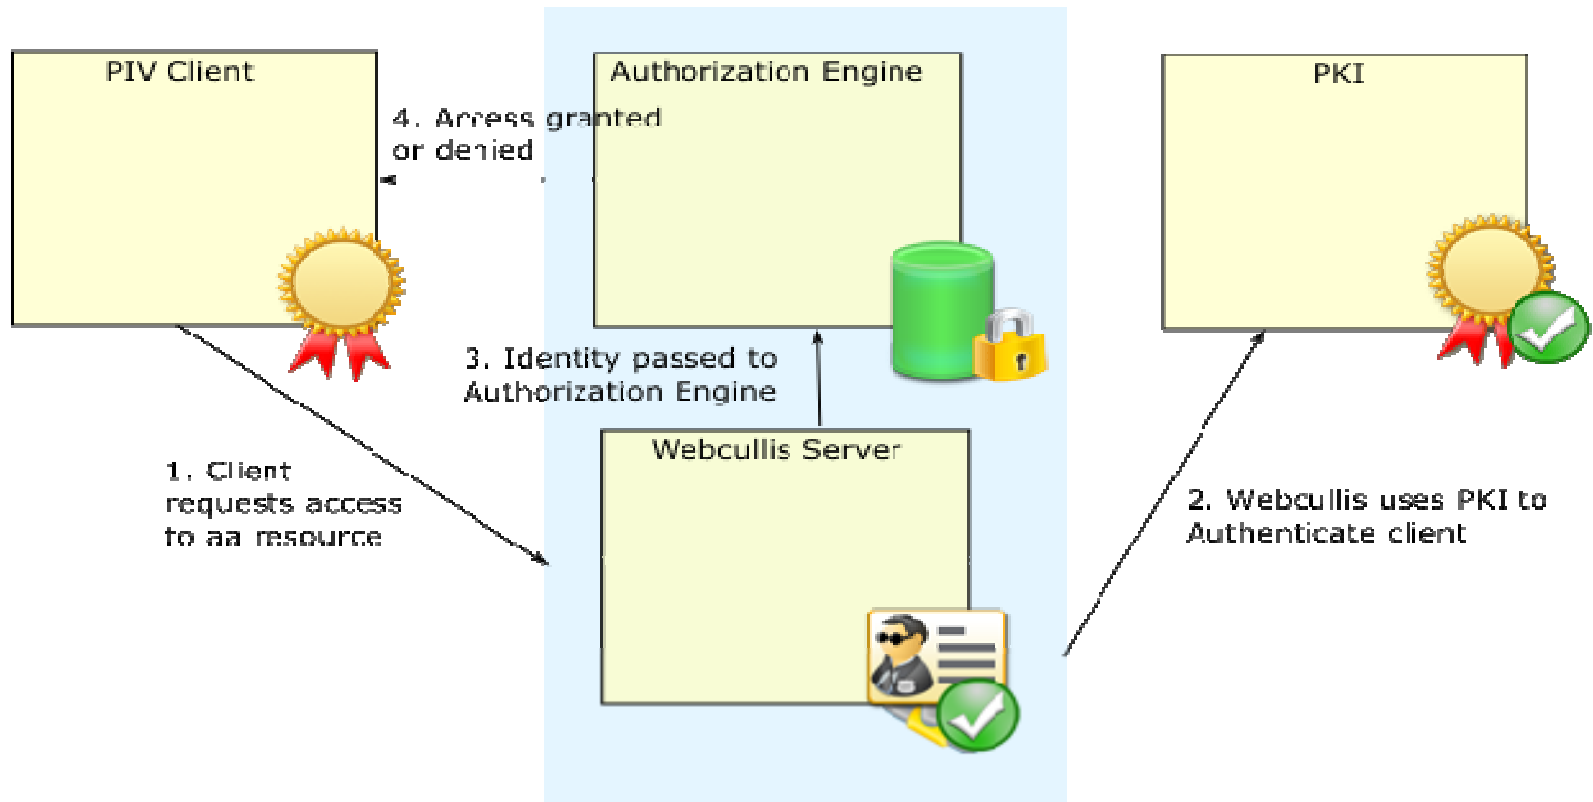 PIV Client
Authorization Engine
PKI
4. Access granted
or denied
3. Identity passed to
Authorization Engine
Webcullis Server
1. Client
requests access
to aa resource
2. Webcullis uses PKI to
Authenticate client